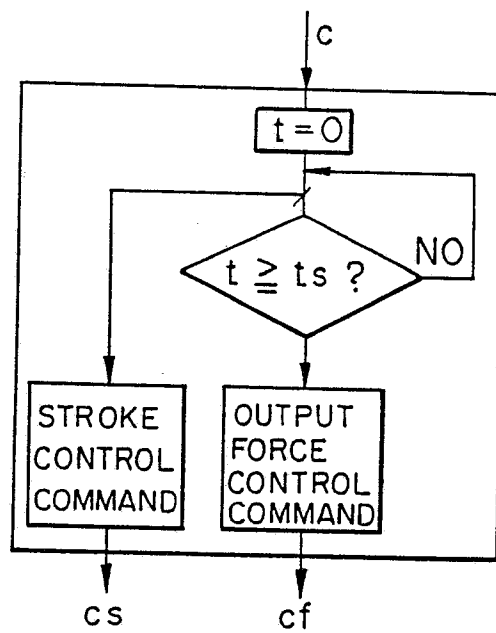 c
t = 0
t ≧ ts ?
NO
STROKE
CONTROL
COMMAND
OUTPUT
FORCE
CONTROL
COMMAND
cs
cf